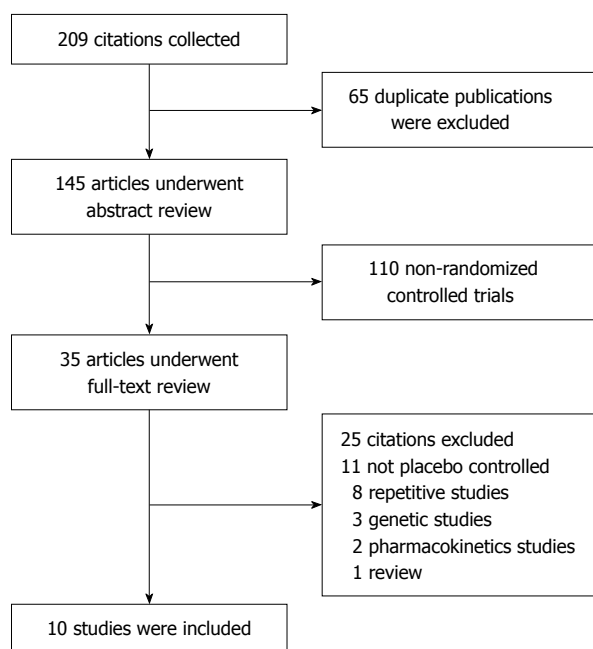 209 citations collected
65 duplicate publications
were excluded
145 articles underwent
abstract review
110 non-randomized
controlled trials
35 articles underwent
full-text review
25 citations excluded
11 not placebo controlled
8 repetitive studies
3 genetic studies
2 pharmacokinetics studies
1 review
10 studies were included